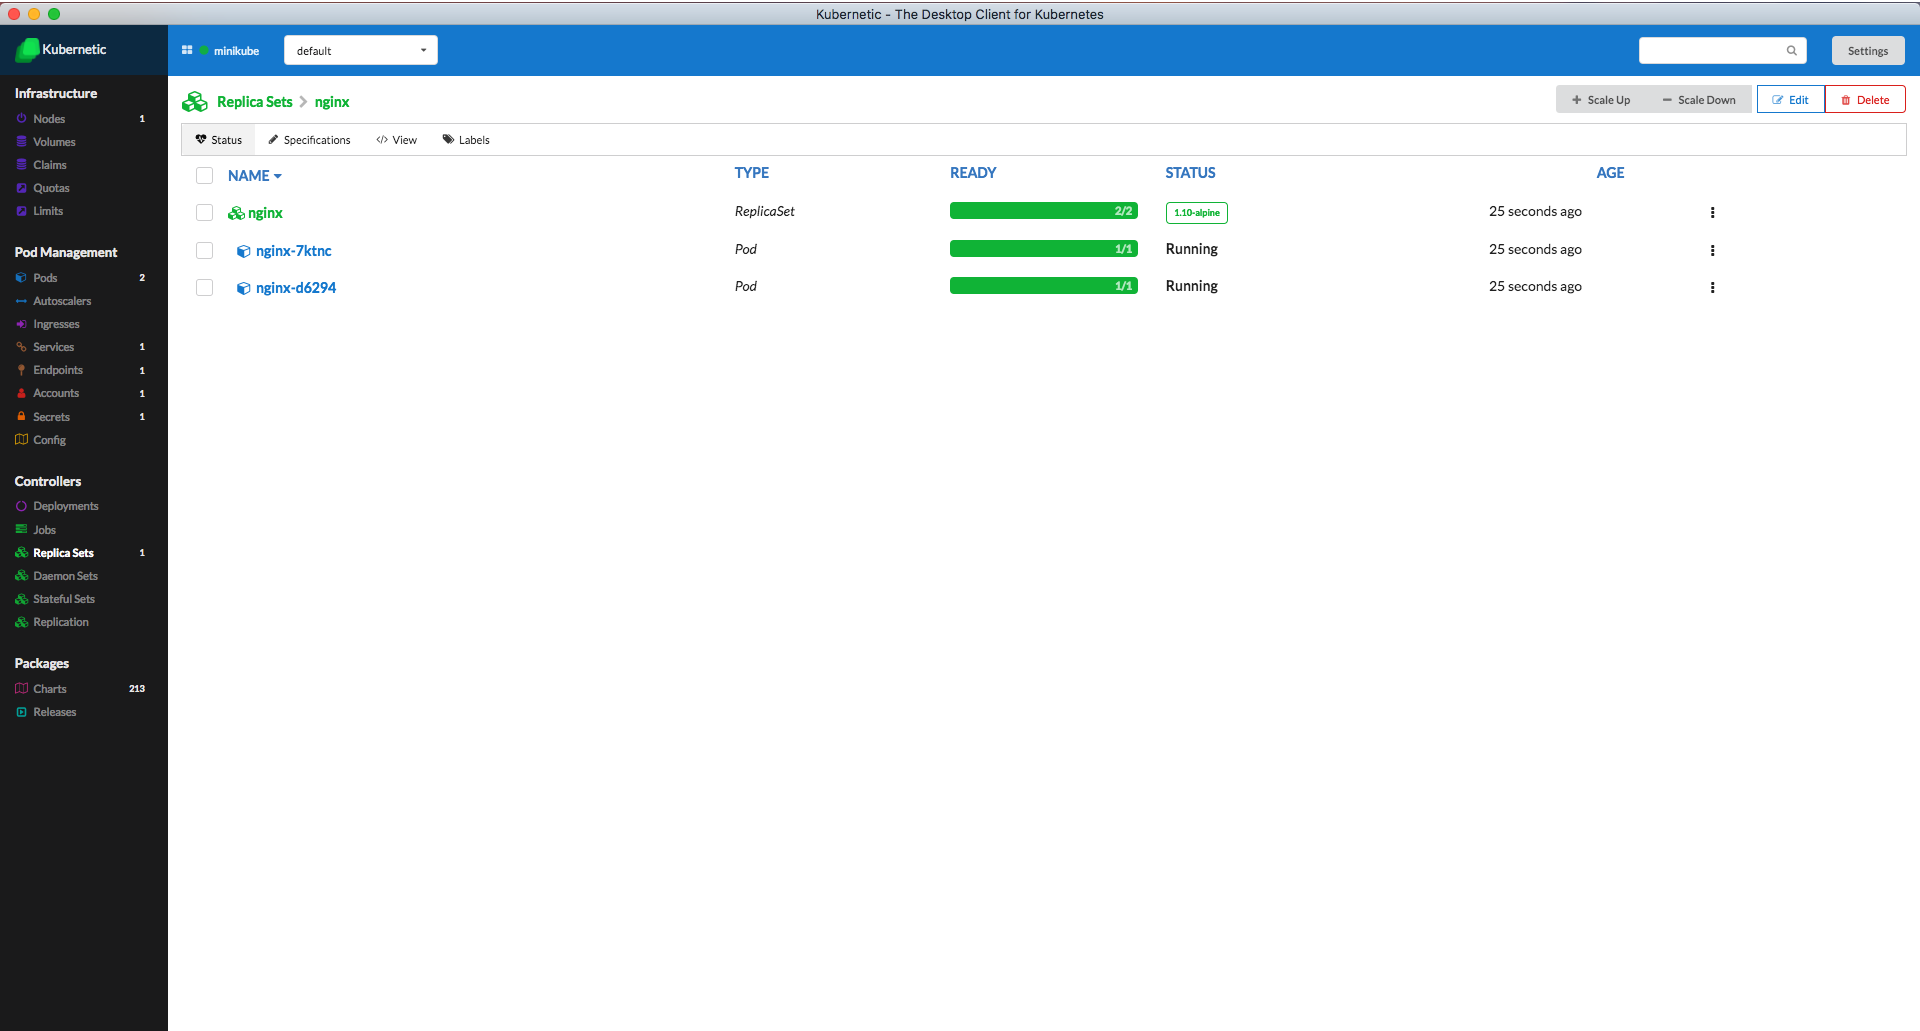 Kubernetic - The Desktop Client for Kubernetes
Kubernetic
minikube
default
Settings
Infrastructure
Nodes 1
Volumes
Claims
Quotas
Limits
Pod Management
Pods 2
Autoscalers
Ingresses
Services 1
Endpoints 1
Accounts 1
Secrets 1
Config
Controllers
Deployments
Jobs
Replica Sets 1
Daemon Sets
Stateful Sets
Replication
Packages
Charts 213
Releases
Replica Sets nginx
Scale Up Scale Down Edit Delete
Status Specifications View Labels
NAME TYPE READY STATUS AGE
nginx ReplicaSet 2/2 1.10-alpine 25 seconds ago
nginx-7ktnc Pod 1/1 Running 25 seconds ago
nginx-d6294 Pod 1/1 Running 25 seconds ago